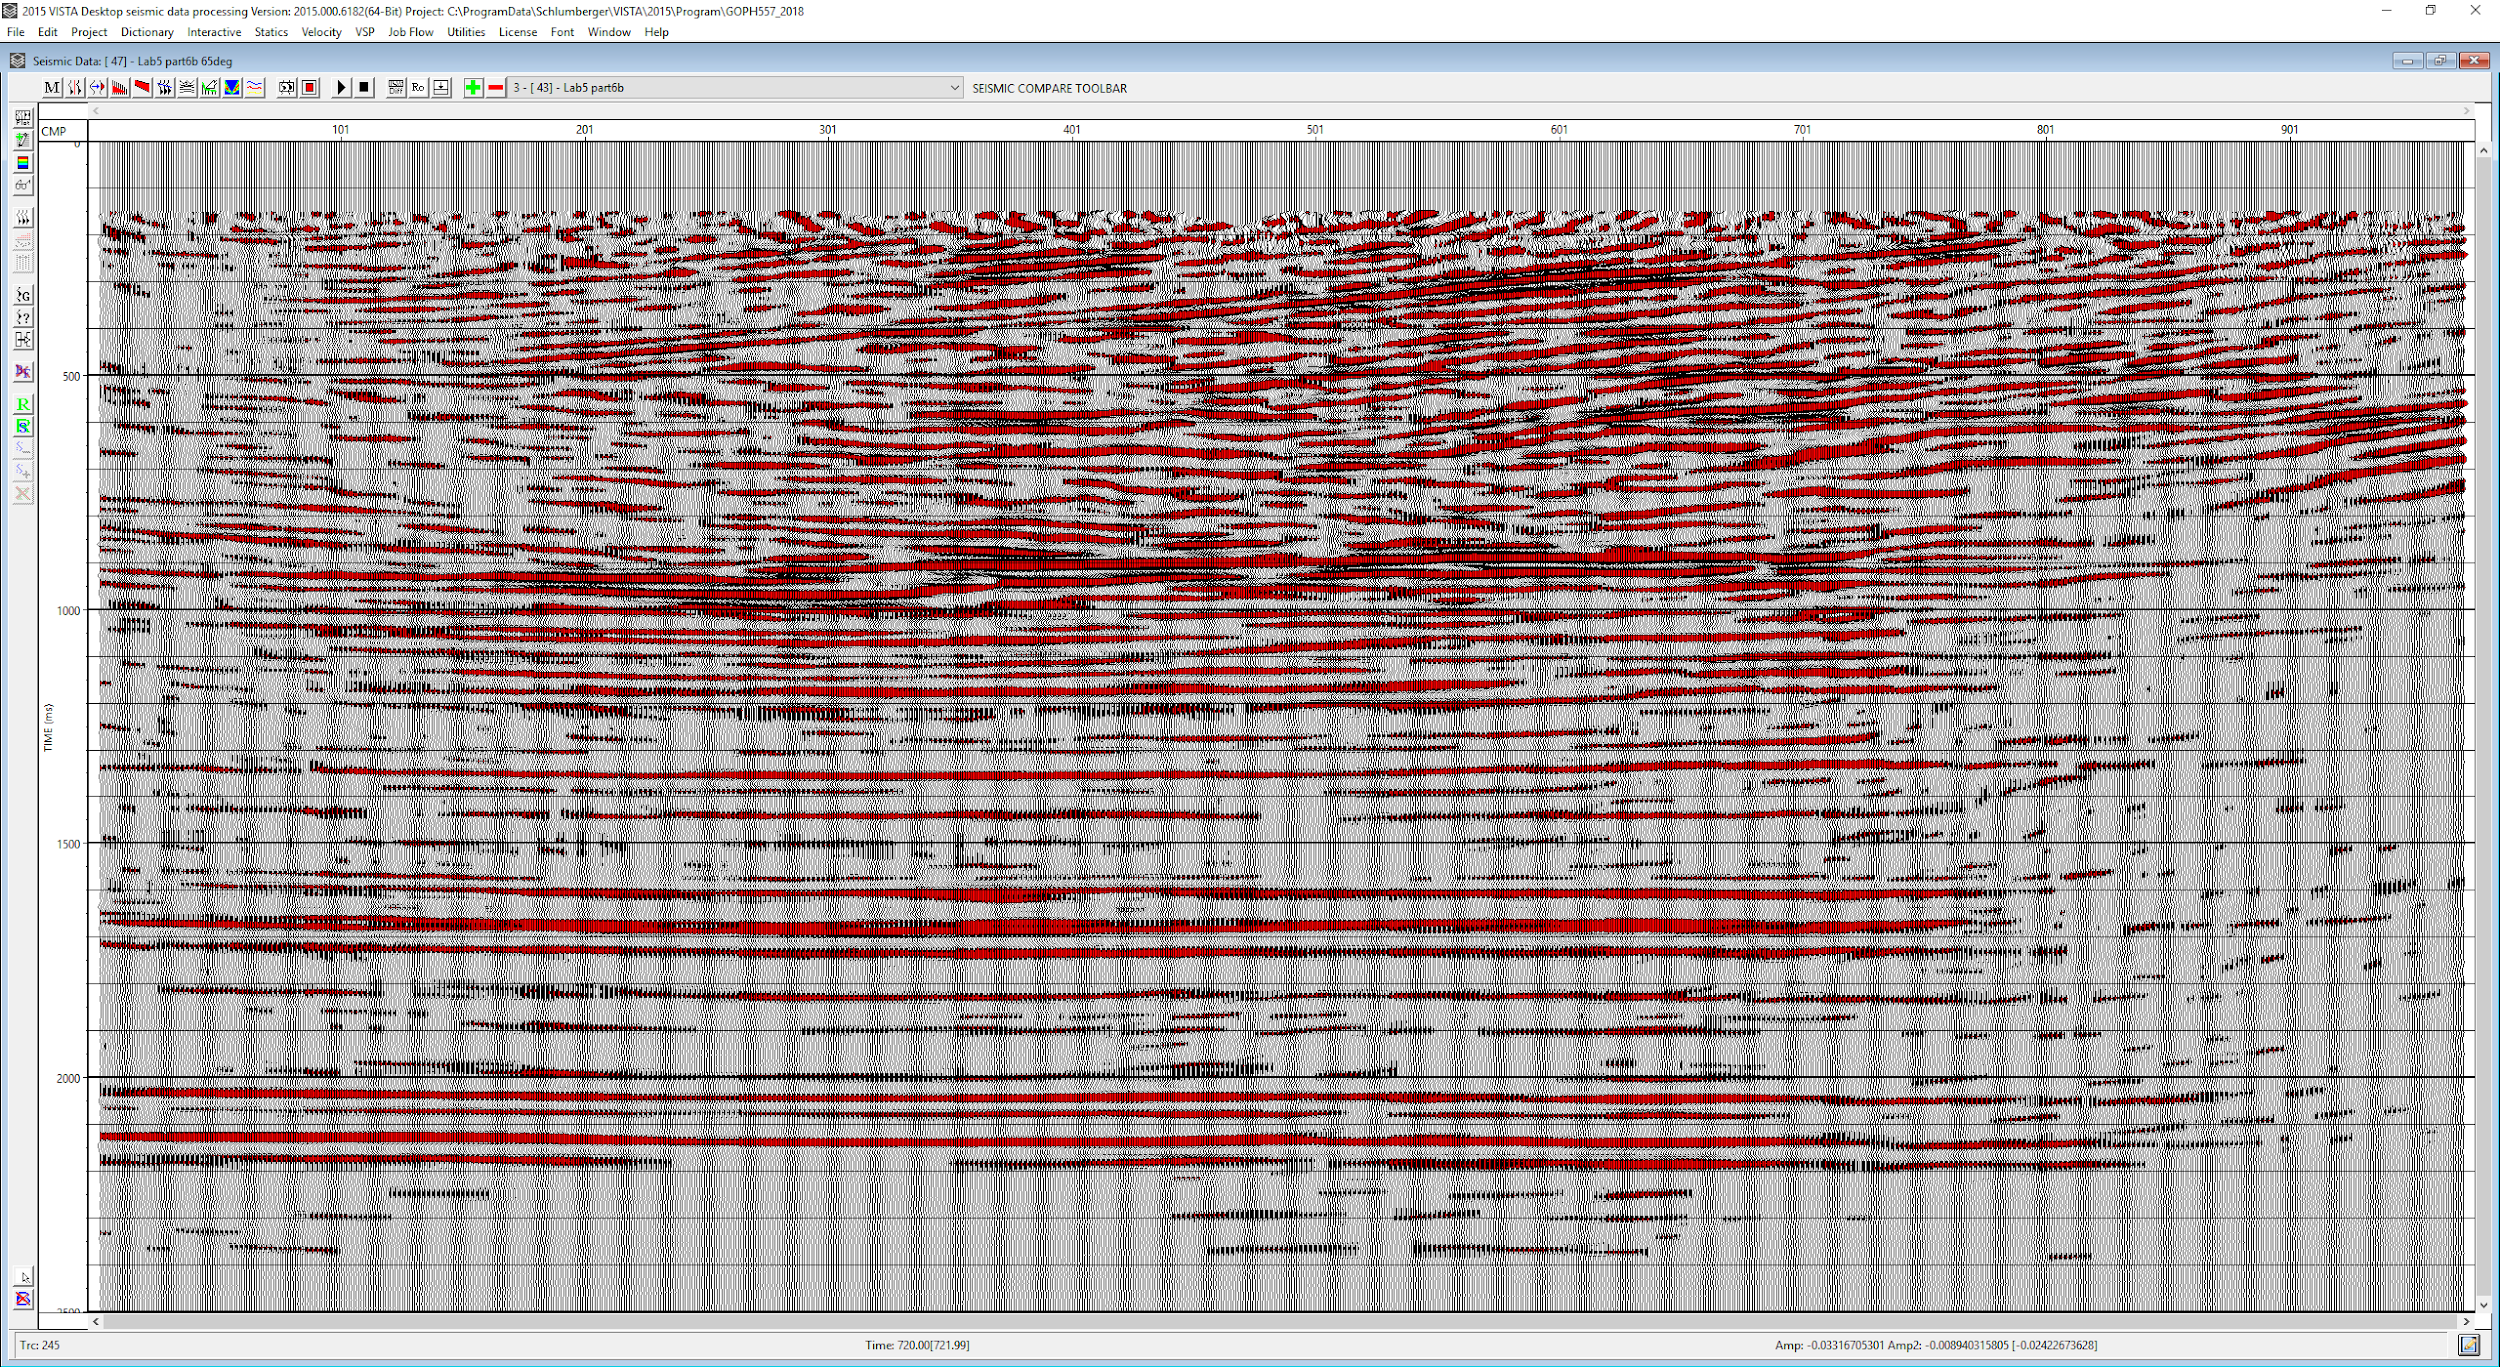 2015 VISTA Desktop seismic data processing Version: 2015.000.6182(64-Bit) Project: C:\ProgramData\Schlumberger\VISTA\2015\Program\GOPH557_2018
File Edit Project Dictionary Interactive Statics Velocity VSP Job Flow Utilities License Font Window Help
Seismic Data: [ 47] - Lab5 part6b 65deg
M Diff Ro 3 - [ 43] - Lab5 part6b SEISMIC COMPARE TOOLBAR
CMP 101 201 301 401 501 601 701 801 901
0
G
?
500
R
R
S
S
1000
TIME (ms)
1500
2000
2500
Trc: 245 Time: 720.00[721.99] Amp: -0.03316705301 Amp2: -0.008940315805 [-0.02422673628]